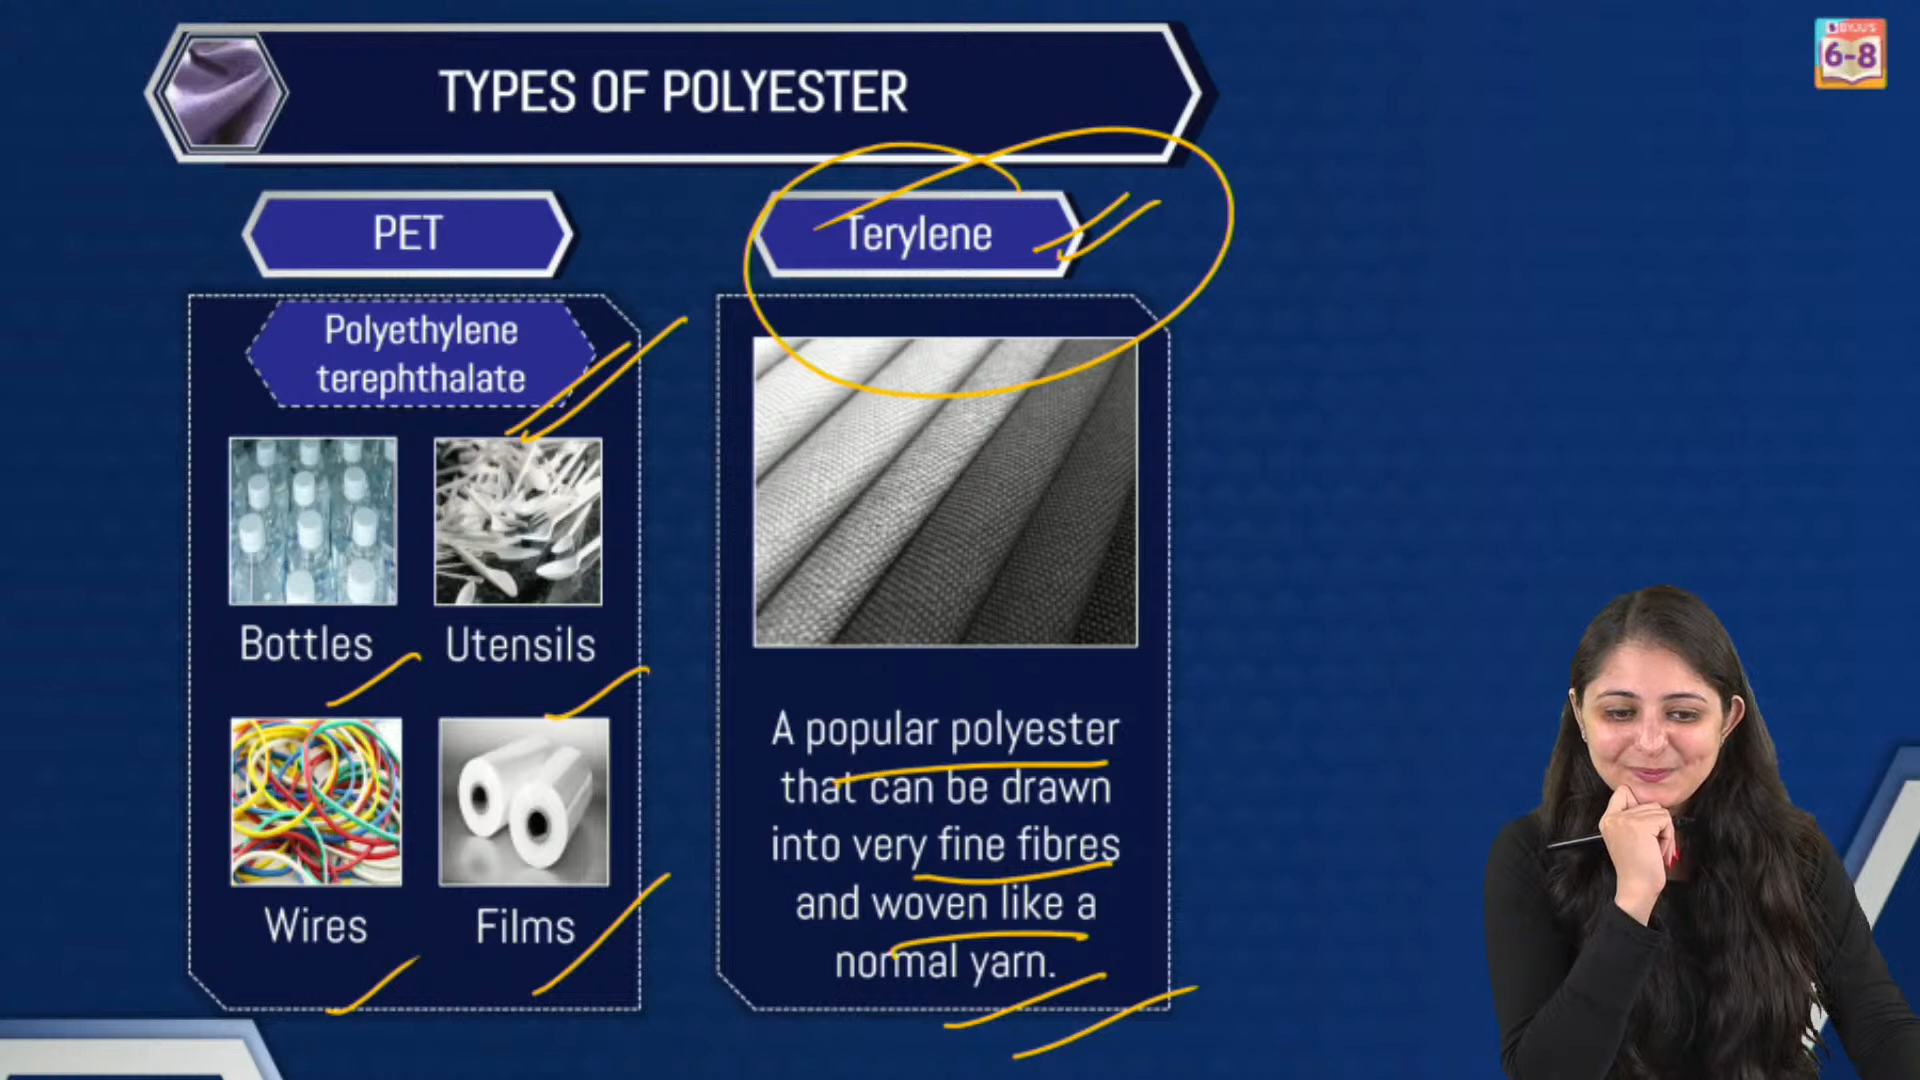 TYPES OF POLYESTER
BYJU'S
6-8
PET
Terylene
Polyethylene
terephthalate
Bottles
Utensils
Wires
Films
A popular polyester
that can be drawn
into very fine fibres
and woven like a
normal yarn.